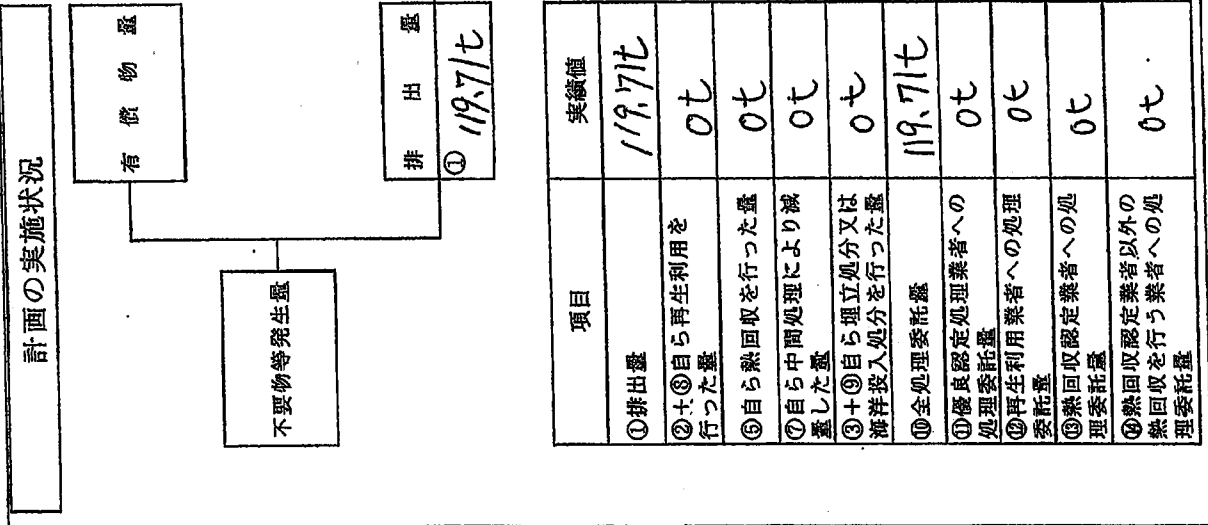 計画の実施状況
不要物等発生量
有償物量
排出量
① 119.71t
項目 実績値
①排出量 119.71t
②+⑧自ら再生利用を
行った量 0t
⑤自ら熱回収を行った量 0t
⑦自ら中間処理により減
量した量 0t
③+⑨自ら埋立処分又は
海洋投入処分を行った量 0t
⑩全処理委託量 119.71t
⑪優良認定処理業者への
処理委託量 0t
⑫再生利用業者への処理
委託量 0t
⑬熱回収認定業者への処
理委託量 0t
⑭熱回収認定業者以外の
熱回収を行う業者への処
理委託量 0t